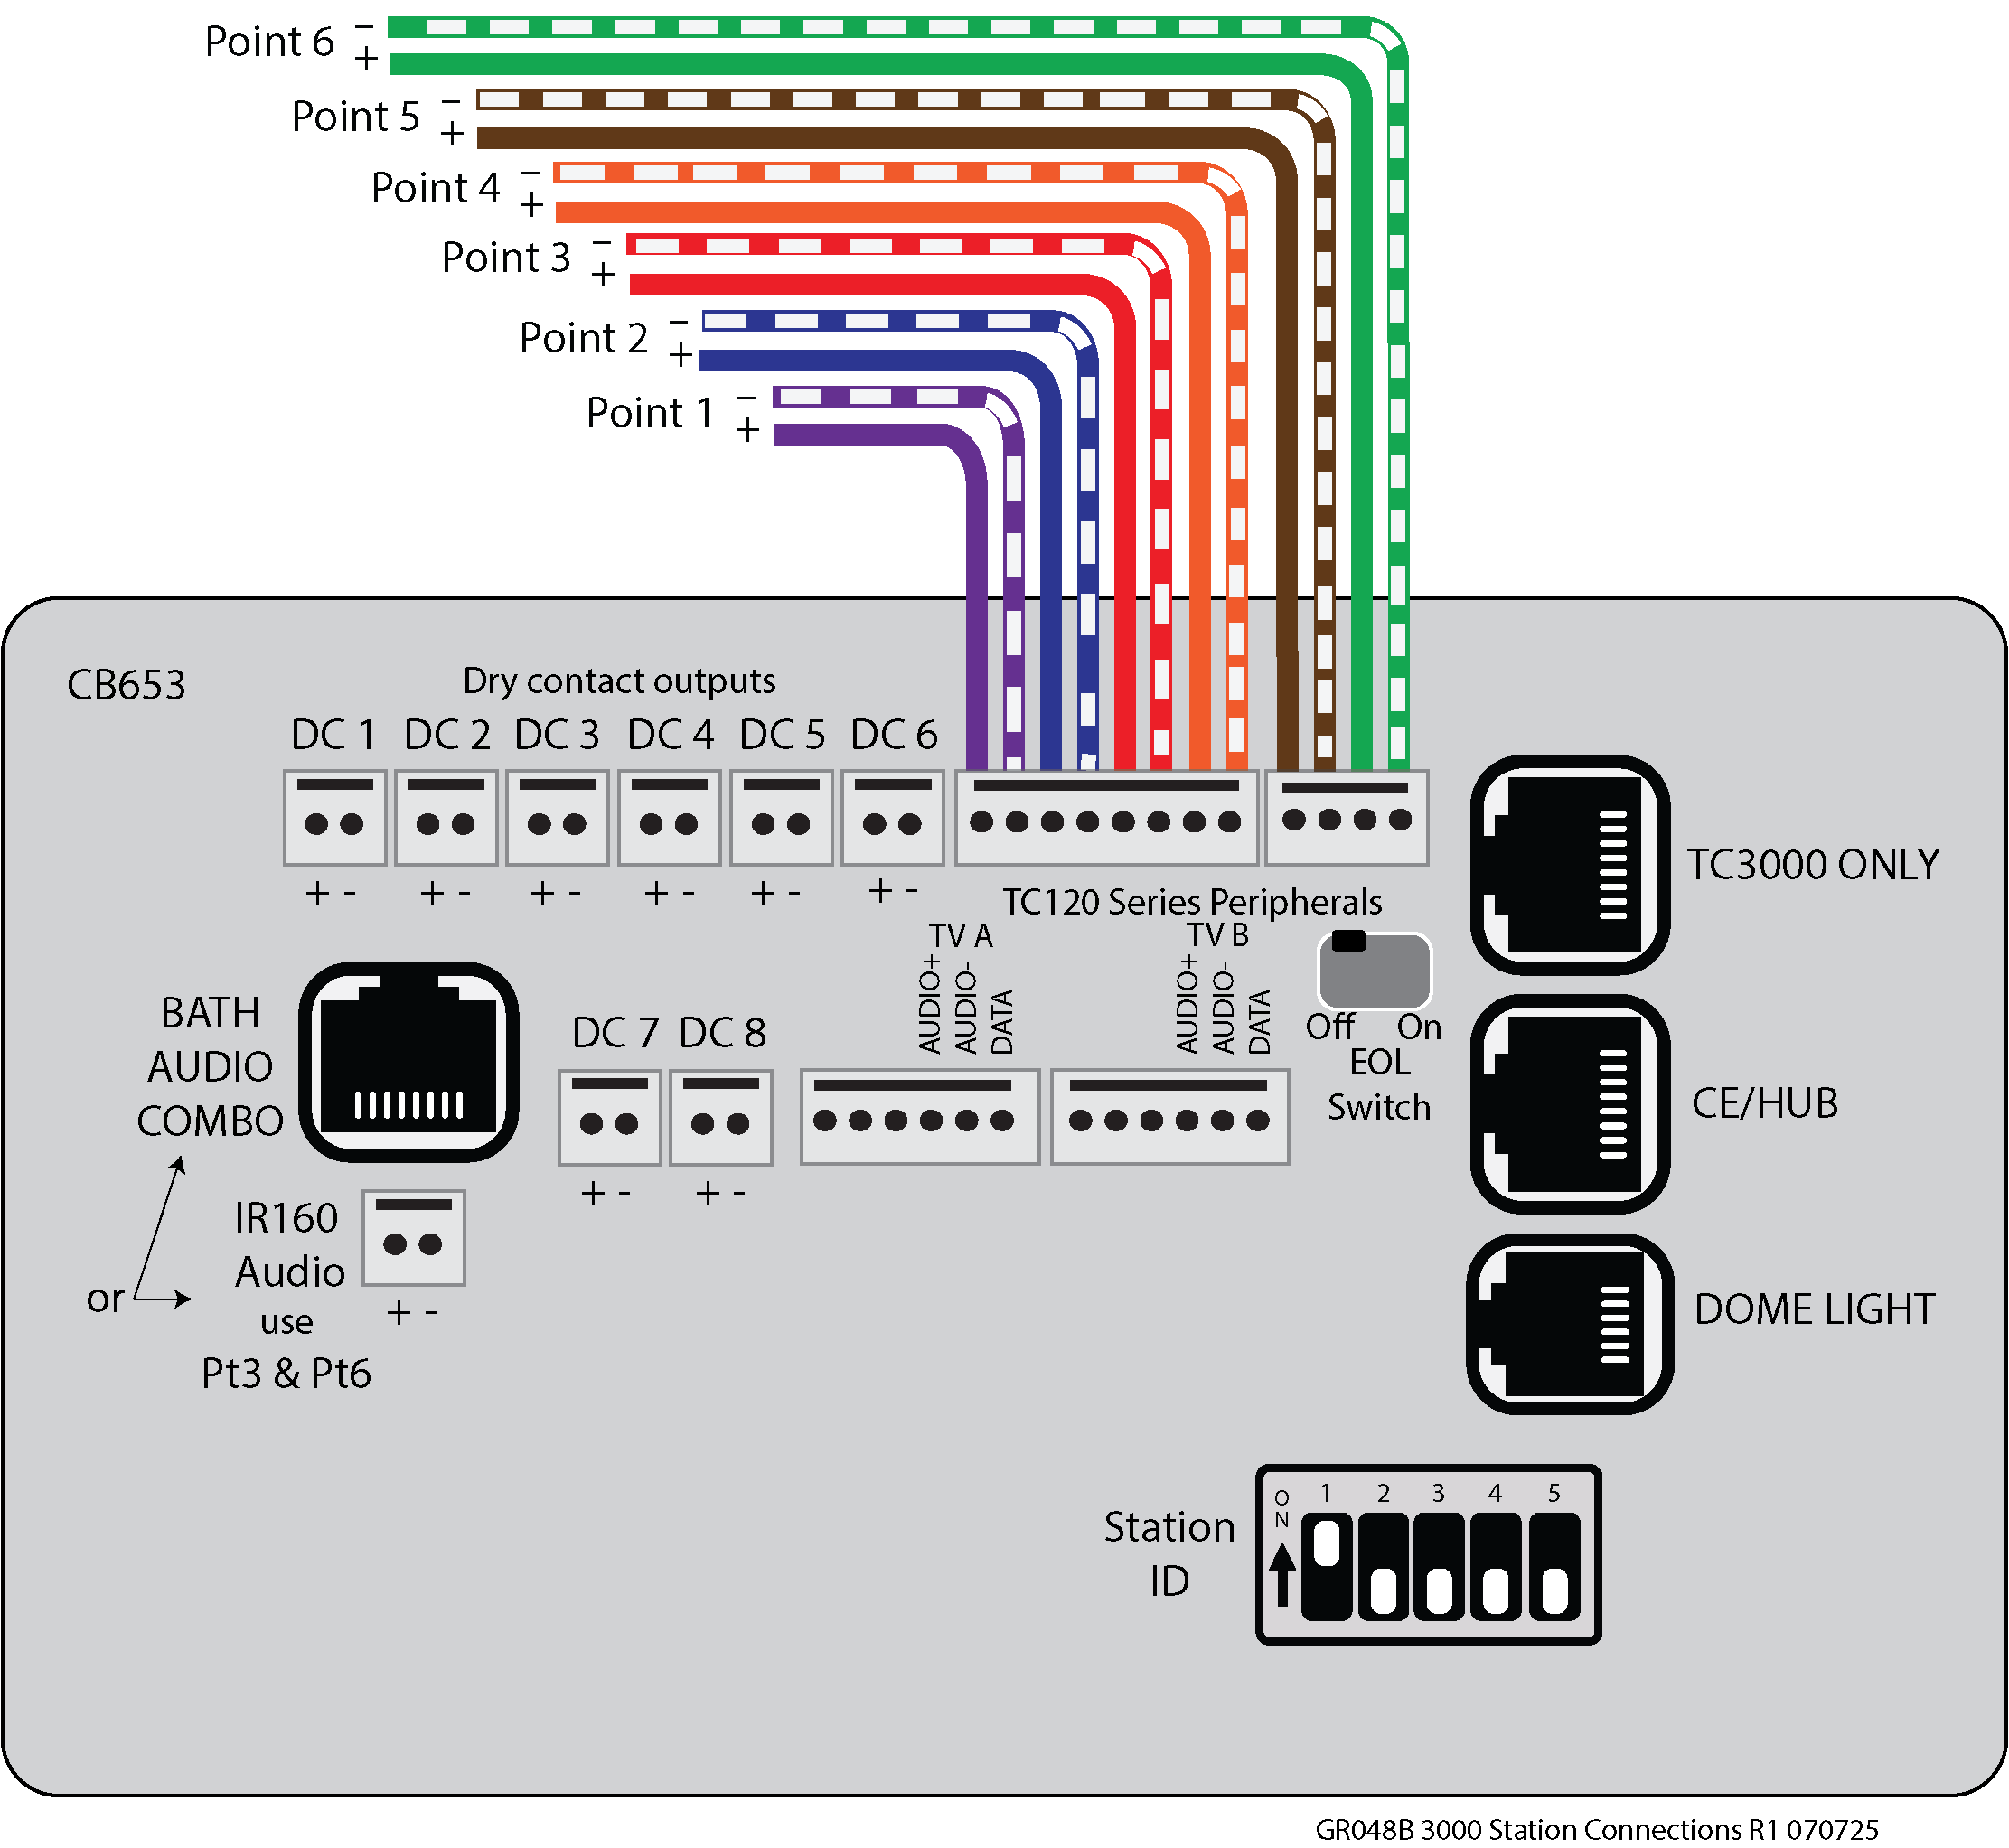 Point 6 – +
Point 5 – +
Point 4 – +
Point 3 – +
Point 2 – +
Point 1 – +
CB653
Dry contact outputs
DC 1 DC 2 DC 3 DC 4 DC 5 DC 6
+ - + - + - + - + - + -
TC3000 ONLY
TC120 Series Peripherals
TV A
AUDIO+
AUDIO-
DATA
TV B
AUDIO+
AUDIO-
DATA
Off On
EOL
Switch
BATH
AUDIO
COMBO
DC 7 DC 8
+ - + -
CE/HUB
IR160
Audio
or
use
Pt3 & Pt6
+ -
DOME LIGHT
Station
ID
ON
1 2 3 4 5
GR048B 3000 Station Connections R1 070725